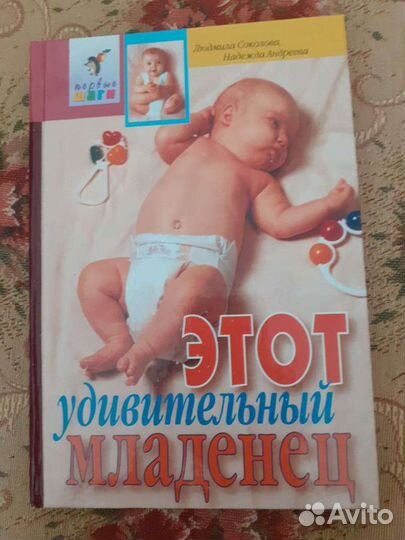 Людмила Соколова,
Надежда Андреева
первые
шаги
ЭТОТ
удивительный
младенец
Avito